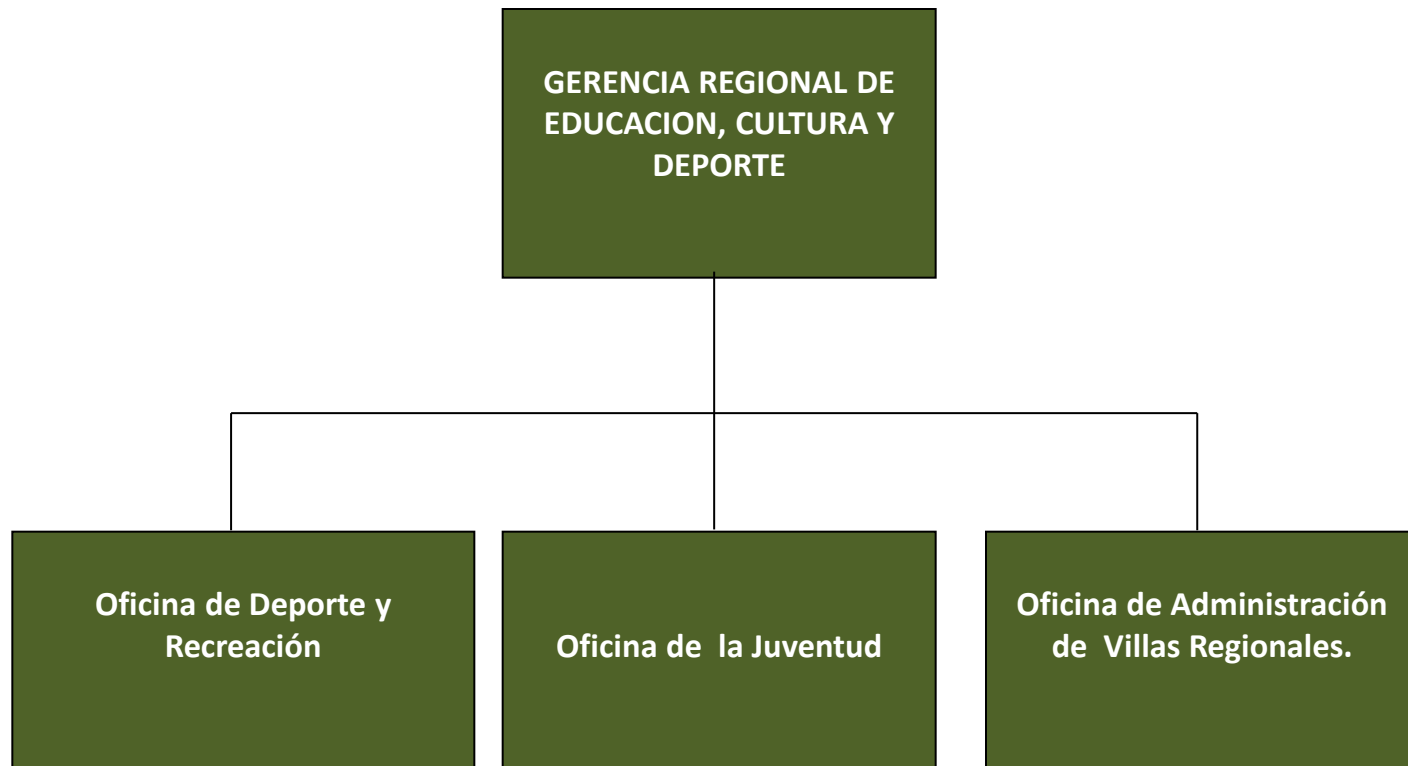 GERENCIA REGIONAL DE
EDUCACION, CULTURA Y
DEPORTE
Oficina de Deporte y
Recreación
Oficina de la Juventud
Oficina de Administración
de Villas Regionales.